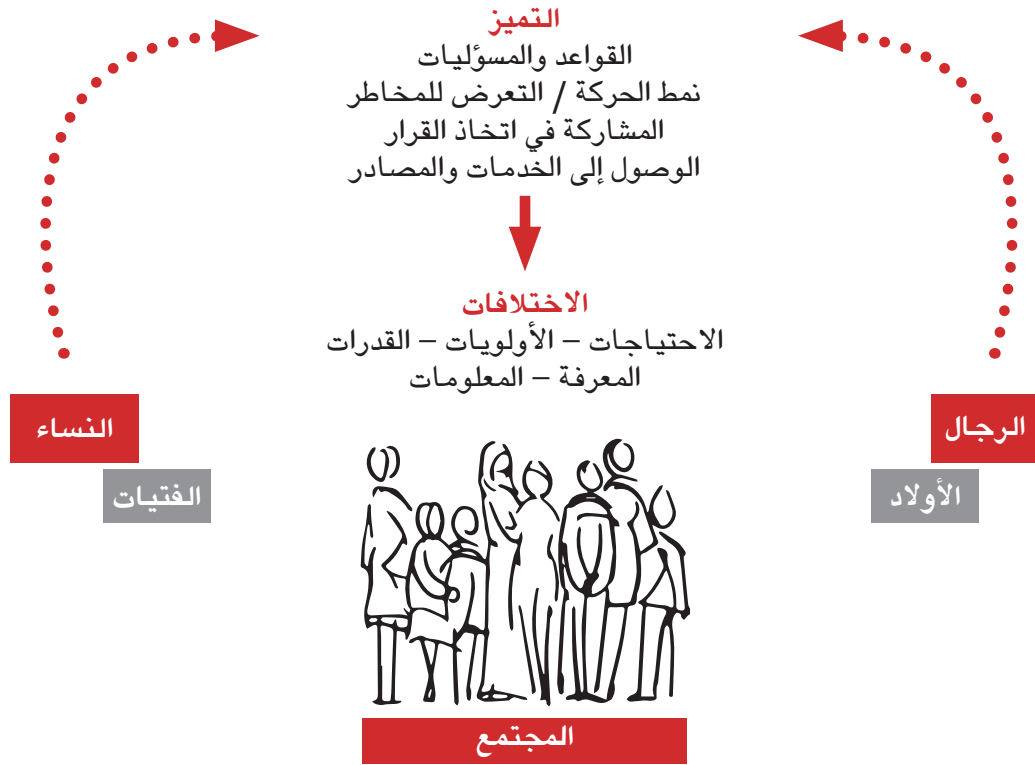 التميز
القواعد والمسؤليات
نمط الحركة / التعرض للمخاطر
المشاركة في اتخاذ القرار
الوصول إلى الخدمات والمصادر
الاختلافات
الاحتياجات – الأولويات – القدرات
المعرفة – المعلومات
الرجال
النساء
الأولاد
الفتيات
المجتمع